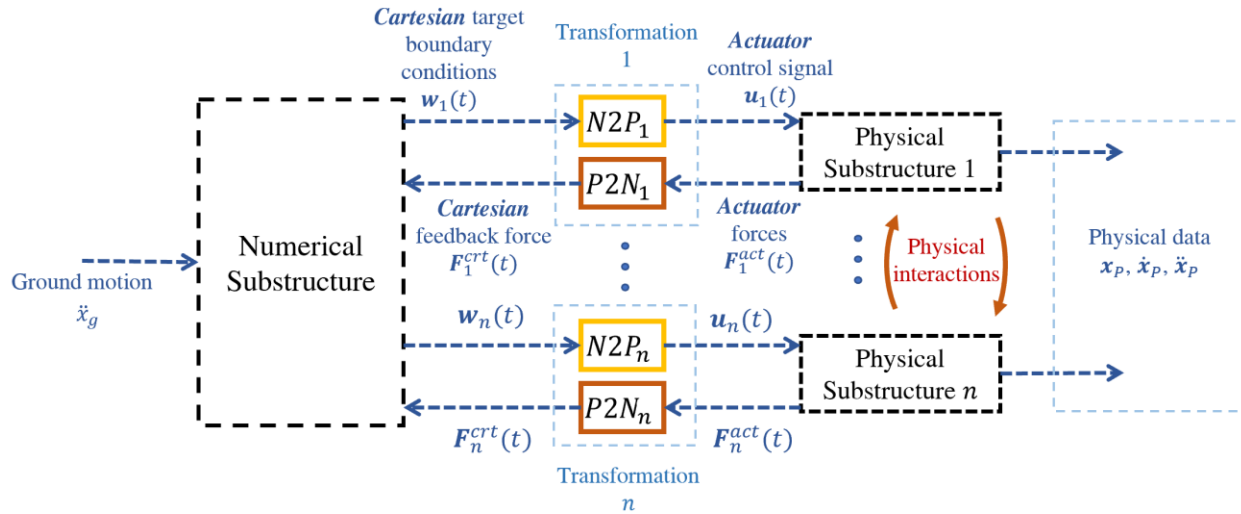 Cartesian target
boundary
conditions
w₁(t)
Transformation
1
Actuator
control signal
u₁(t)
N2P₁
P2N₁
Physical
Substructure 1
Cartesian
feedback force
F₁ᶜʳᵗ(t)
Actuator
forces
F₁ᵃᶜᵗ(t)
Numerical
Substructure
Ground motion
ẍg
Physical
interactions
Physical data
xₚ, ẋₚ, ẍₚ
wₙ(t)
uₙ(t)
N2Pₙ
P2Nₙ
Physical
Substructure n
Fₙᶜʳᵗ(t)
Fₙᵃᶜᵗ(t)
Transformation
n